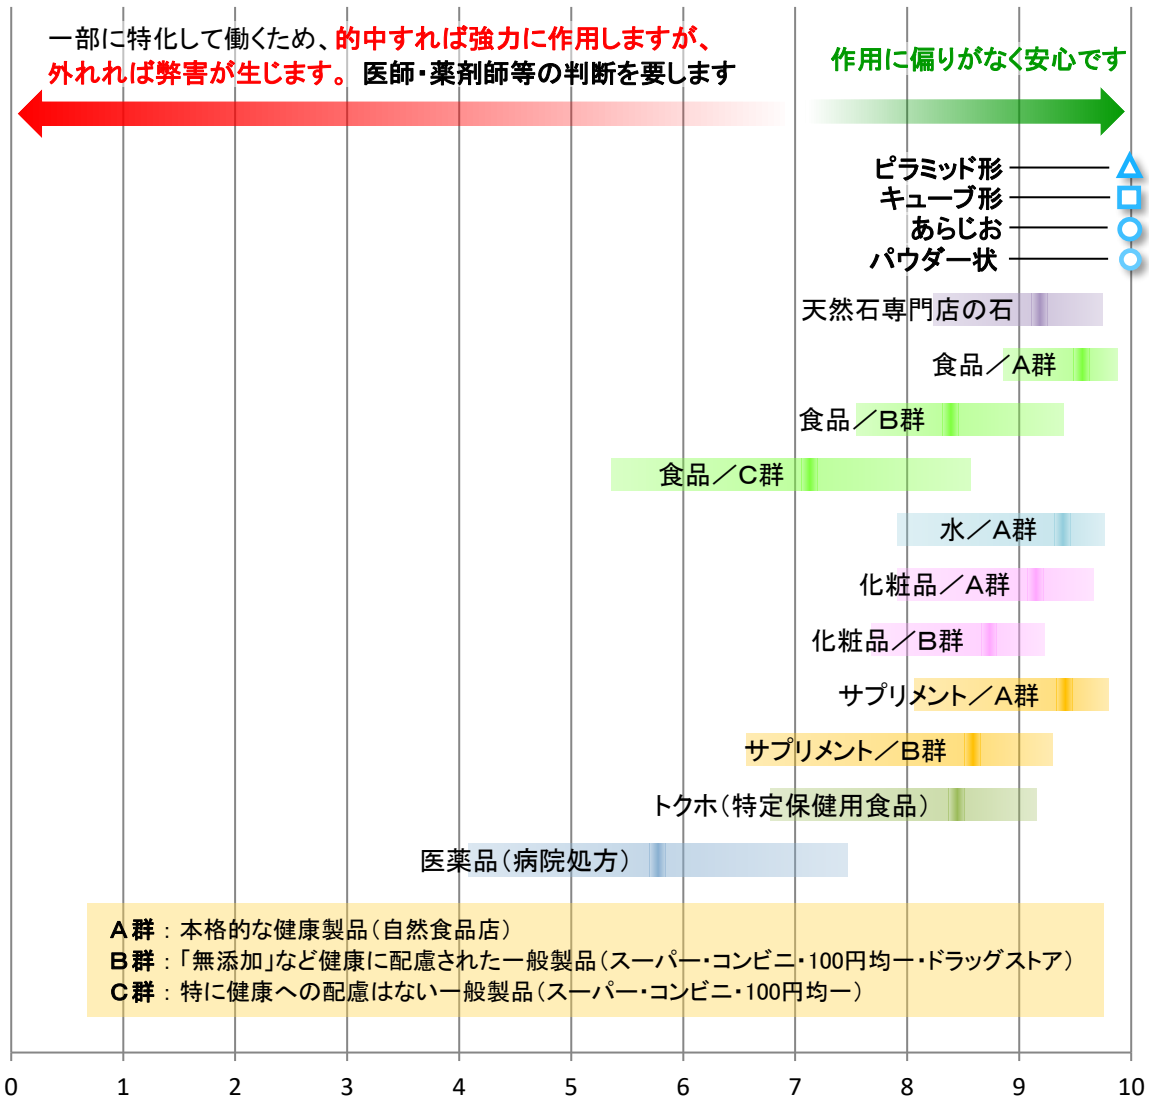 一部に特化して働くため、的中すれば強力に作用しますが、
外れれば弊害が生じます。 医師・薬剤師等の判断を要します
作用に偏りがなく安心です
ピラミッド形
キューブ形
あらじお
パウダー状
天然石専門店の石
食品／A群
食品／B群
食品／C群
水／A群
化粧品／A群
化粧品／B群
サプリメント／A群
サプリメント／B群
トクホ（特定保健用食品）
医薬品（病院処方）
A群 ： 本格的な健康製品（自然食品店）
B群 ： 「無添加」など健康に配慮された一般製品（スーパー・コンビニ・100円均一・ドラッグストア）
C群 ： 特に健康への配慮はない一般製品（スーパー・コンビニ・100円均一）
0 1 2 3 4 5 6 7 8 9 10